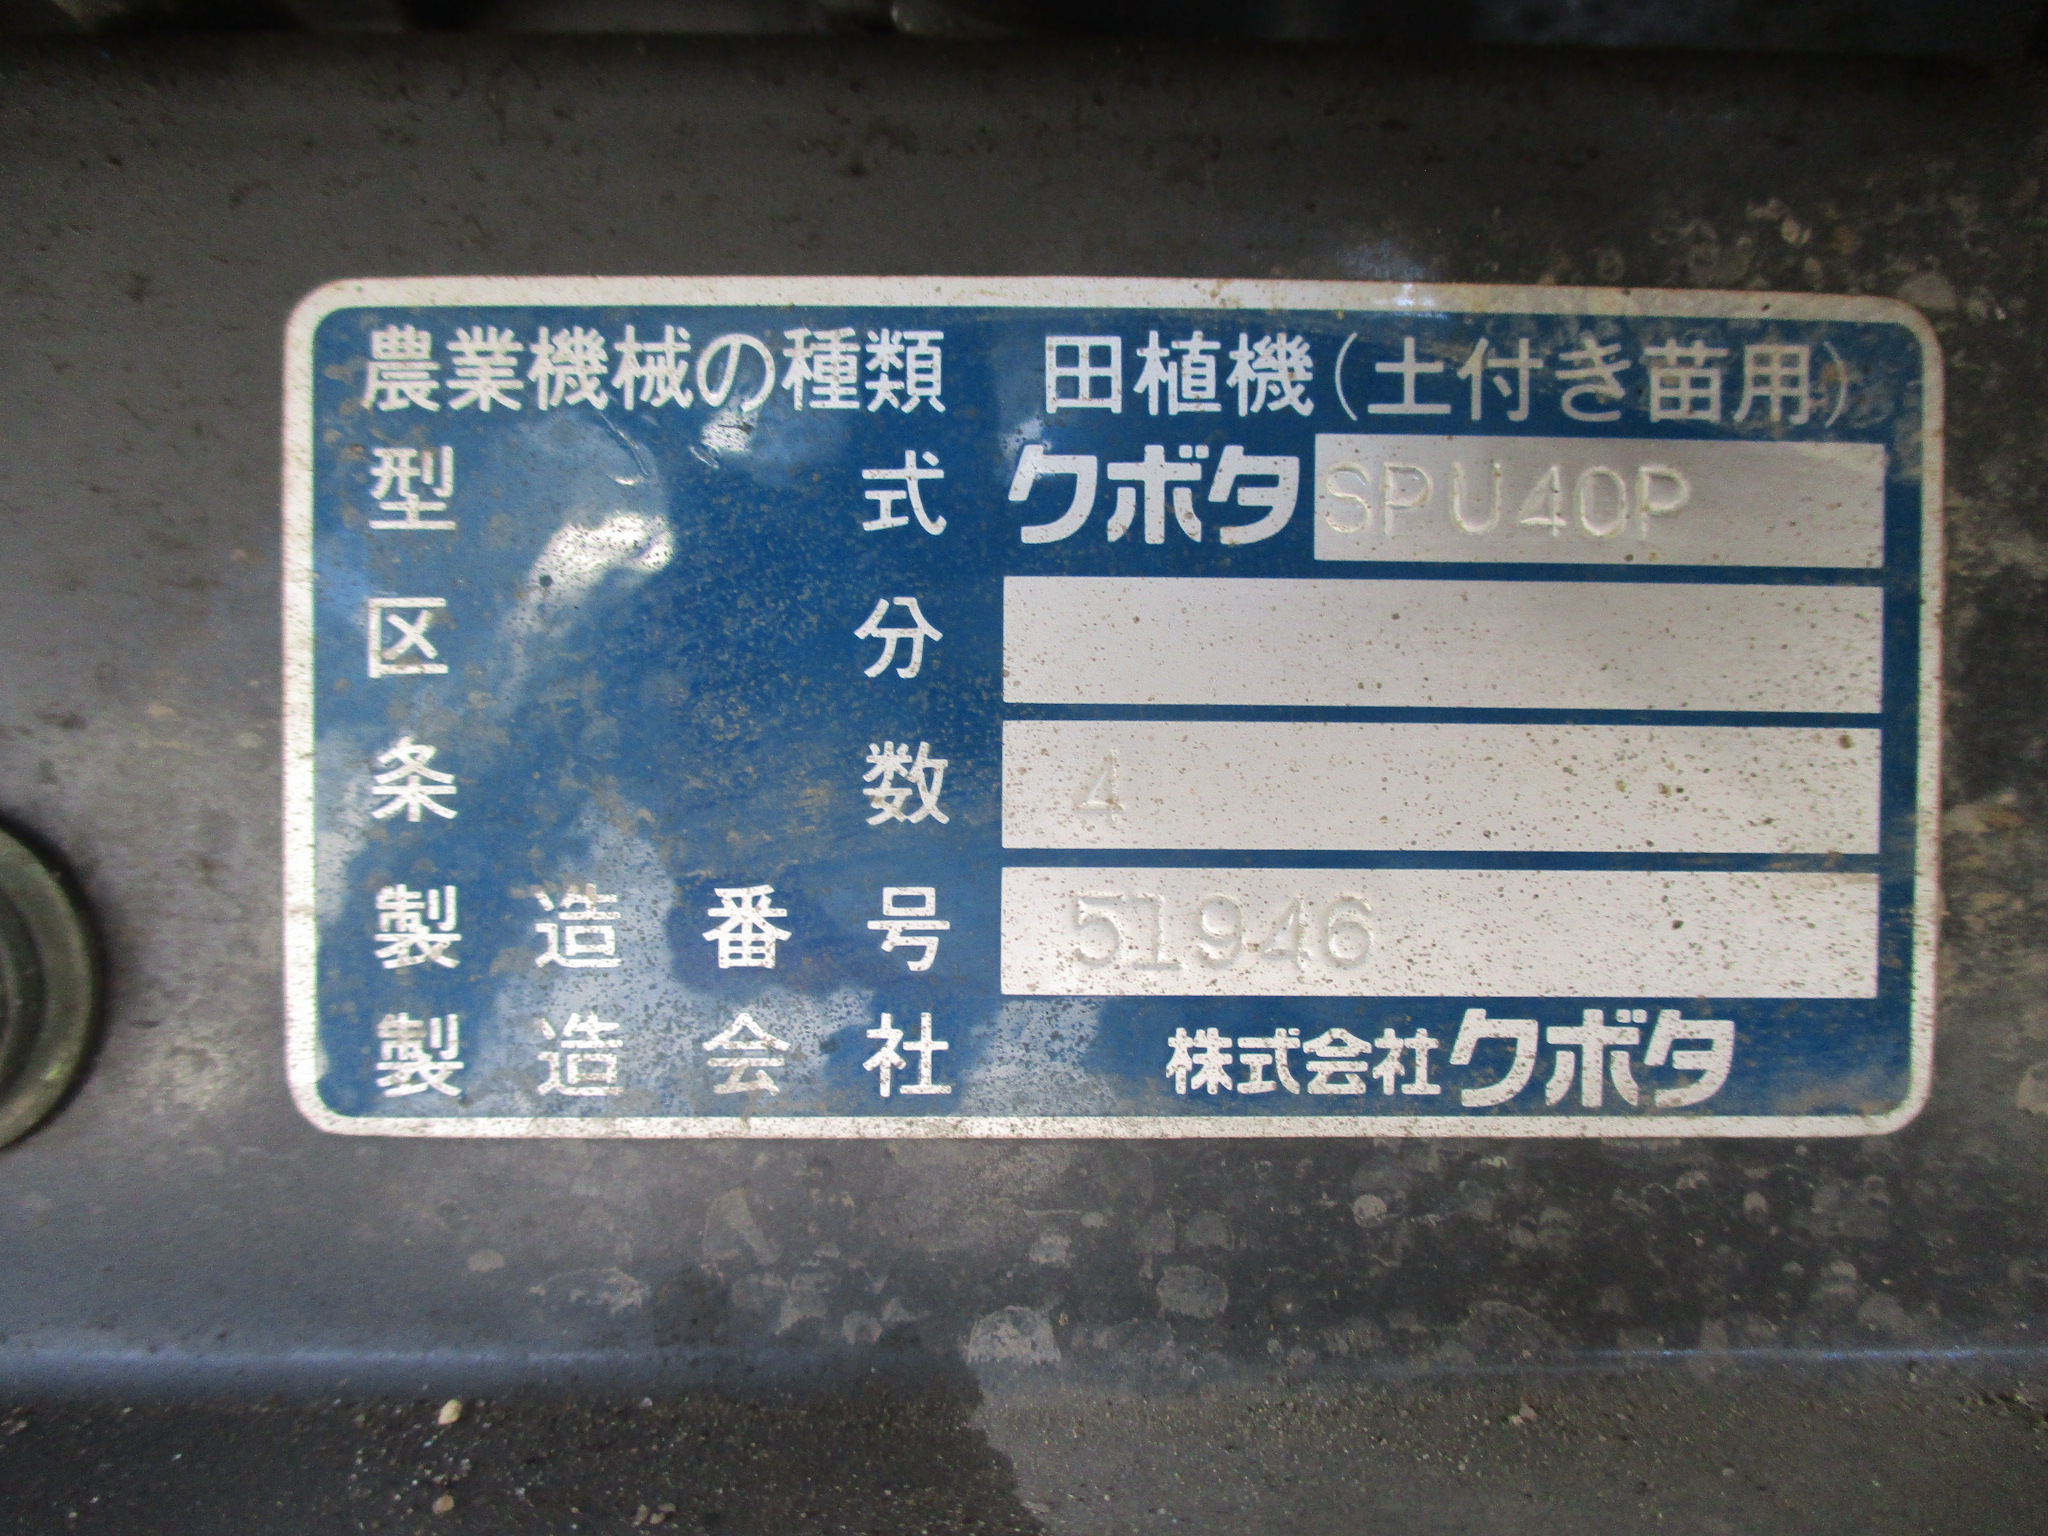 農業機械の種類 田植機(土付き苗用)
型式 クボタ SPU40P
区分
条数 4
製造番号 51946
製造会社 株式会社クボタ